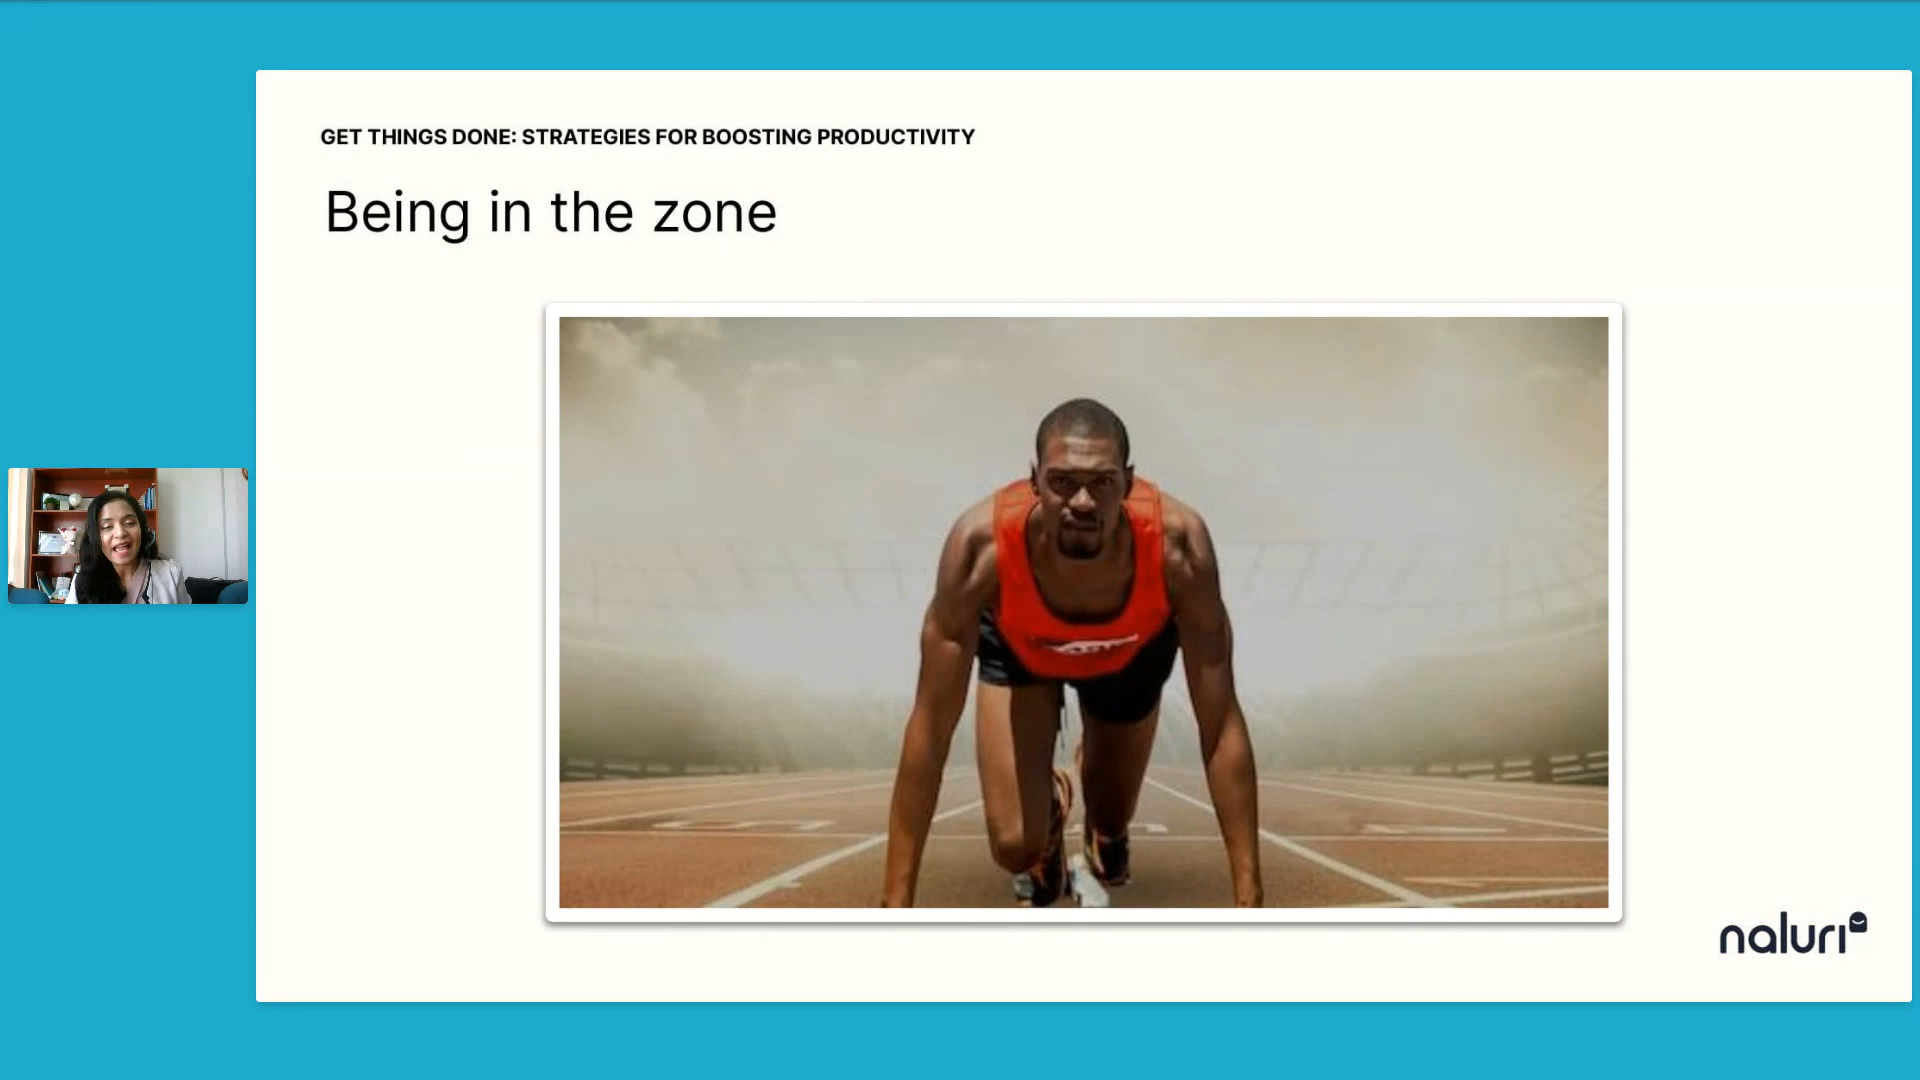 GET THINGS DONE: STRATEGIES FOR BOOSTING PRODUCTIVITY
Being in the zone
naluri